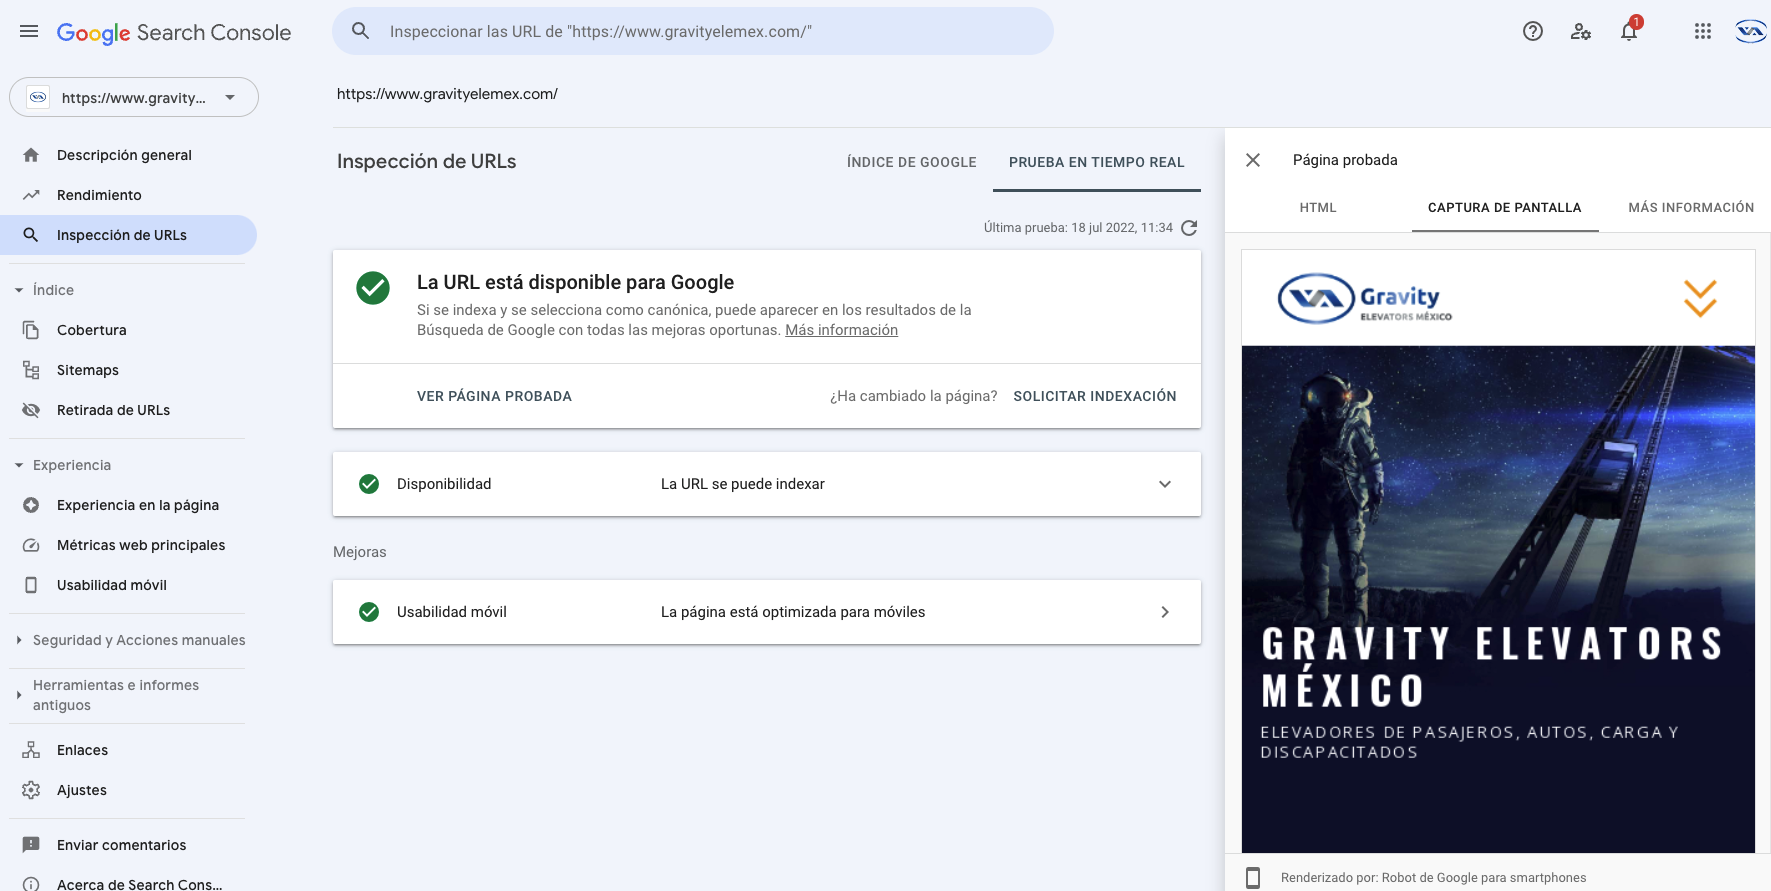 Google Search Console
Inspeccionar las URL de "https://www.gravityelemex.com/"
1
https://www.gravity...
https://www.gravityelemex.com/
Descripción general
Rendimiento
Inspección de URLs
Índice
Cobertura
Sitemaps
Retirada de URLs
Experiencia
Experiencia en la página
Métricas web principales
Usabilidad móvil
Seguridad y Acciones manuales
Herramientas e informes
antiguos
Enlaces
Ajustes
Enviar comentarios
Acerca de Search Cons...
Inspección de URLs
ÍNDICE DE GOOGLE
PRUEBA EN TIEMPO REAL
Última prueba: 18 jul 2022, 11:34
La URL está disponible para Google
Si se indexa y se selecciona como canónica, puede aparecer en los resultados de la
Búsqueda de Google con todas las mejoras oportunas. Más información
VER PÁGINA PROBADA
¿Ha cambiado la página? SOLICITAR INDEXACIÓN
Disponibilidad
La URL se puede indexar
Mejoras
Usabilidad móvil
La página está optimizada para móviles
Página probada
HTML
CAPTURA DE PANTALLA
MÁS INFORMACIÓN
Gravity
ELEVATORS MÉXICO
GRAVITY ELEVATORS
MÉXICO
ELEVADORES DE PASAJEROS, AUTOS, CARGA Y
DISCAPACITADOS
Renderizado por: Robot de Google para smartphones